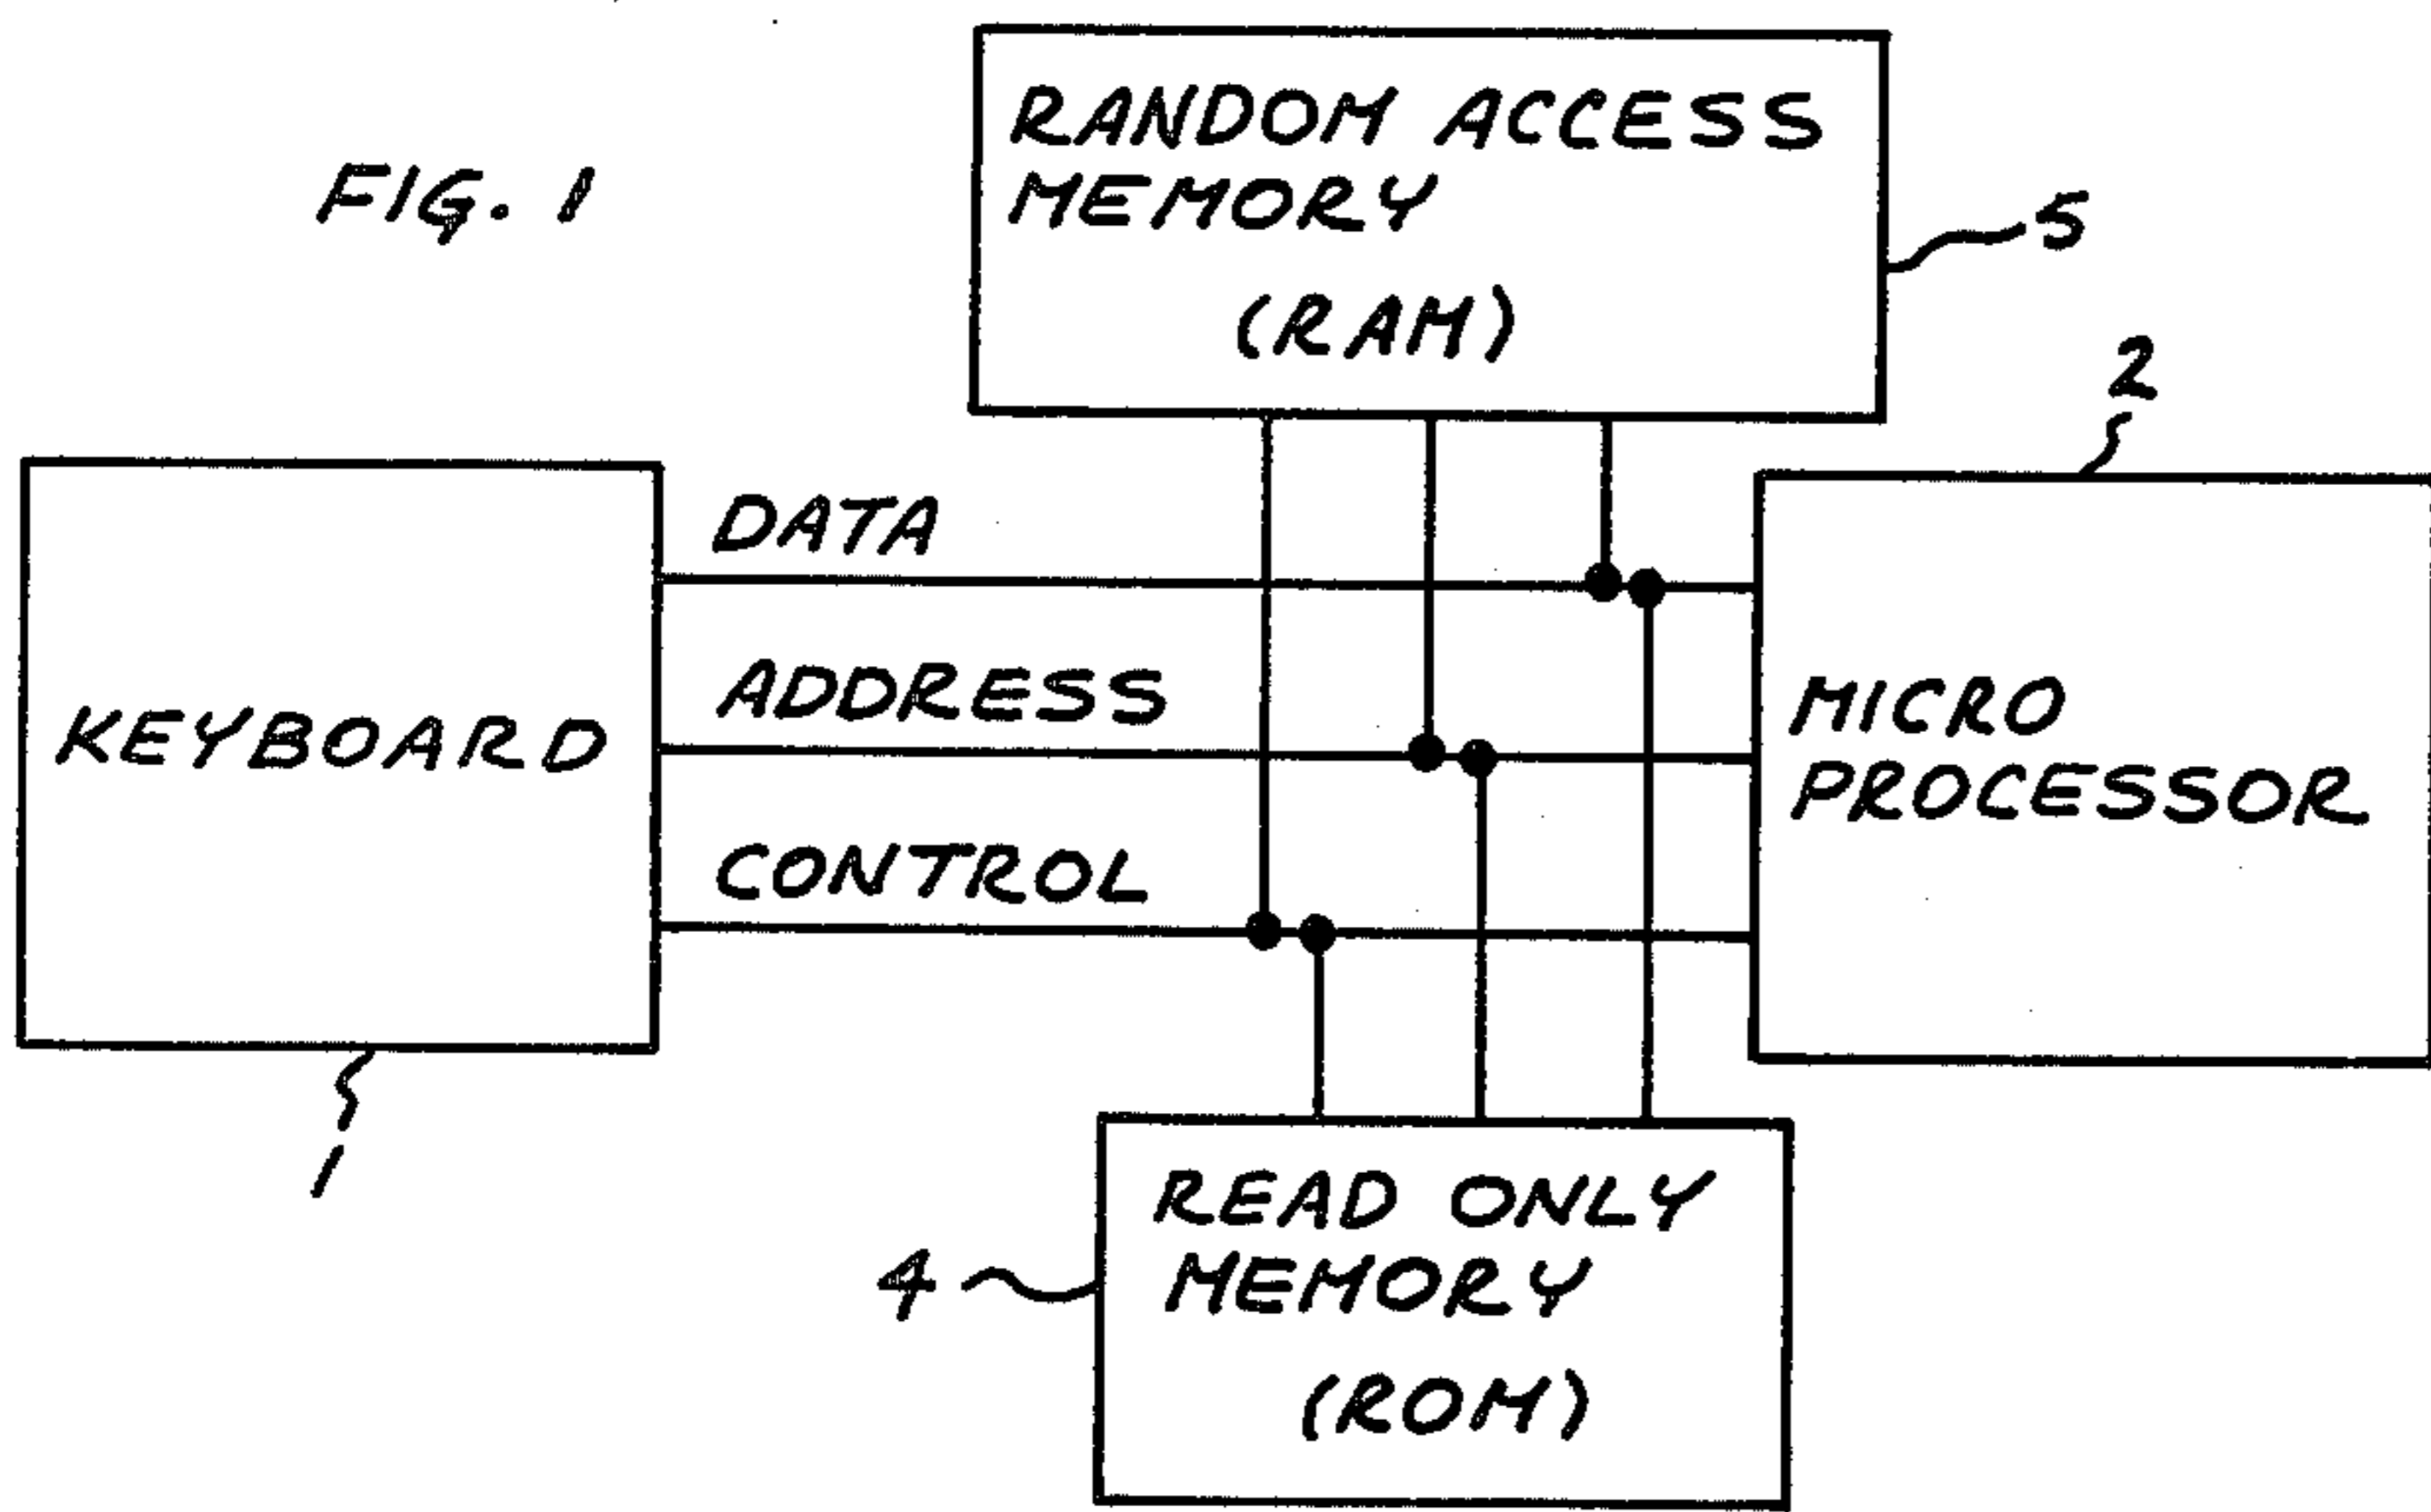 FIG. 1
RANDOM ACCESS
MEMORY
(RAM)
5
2
KEYBOARD
1
DATA
ADDRESS
CONTROL
MICRO
PROCESSOR
4
READ ONLY
MEMORY
(ROM)